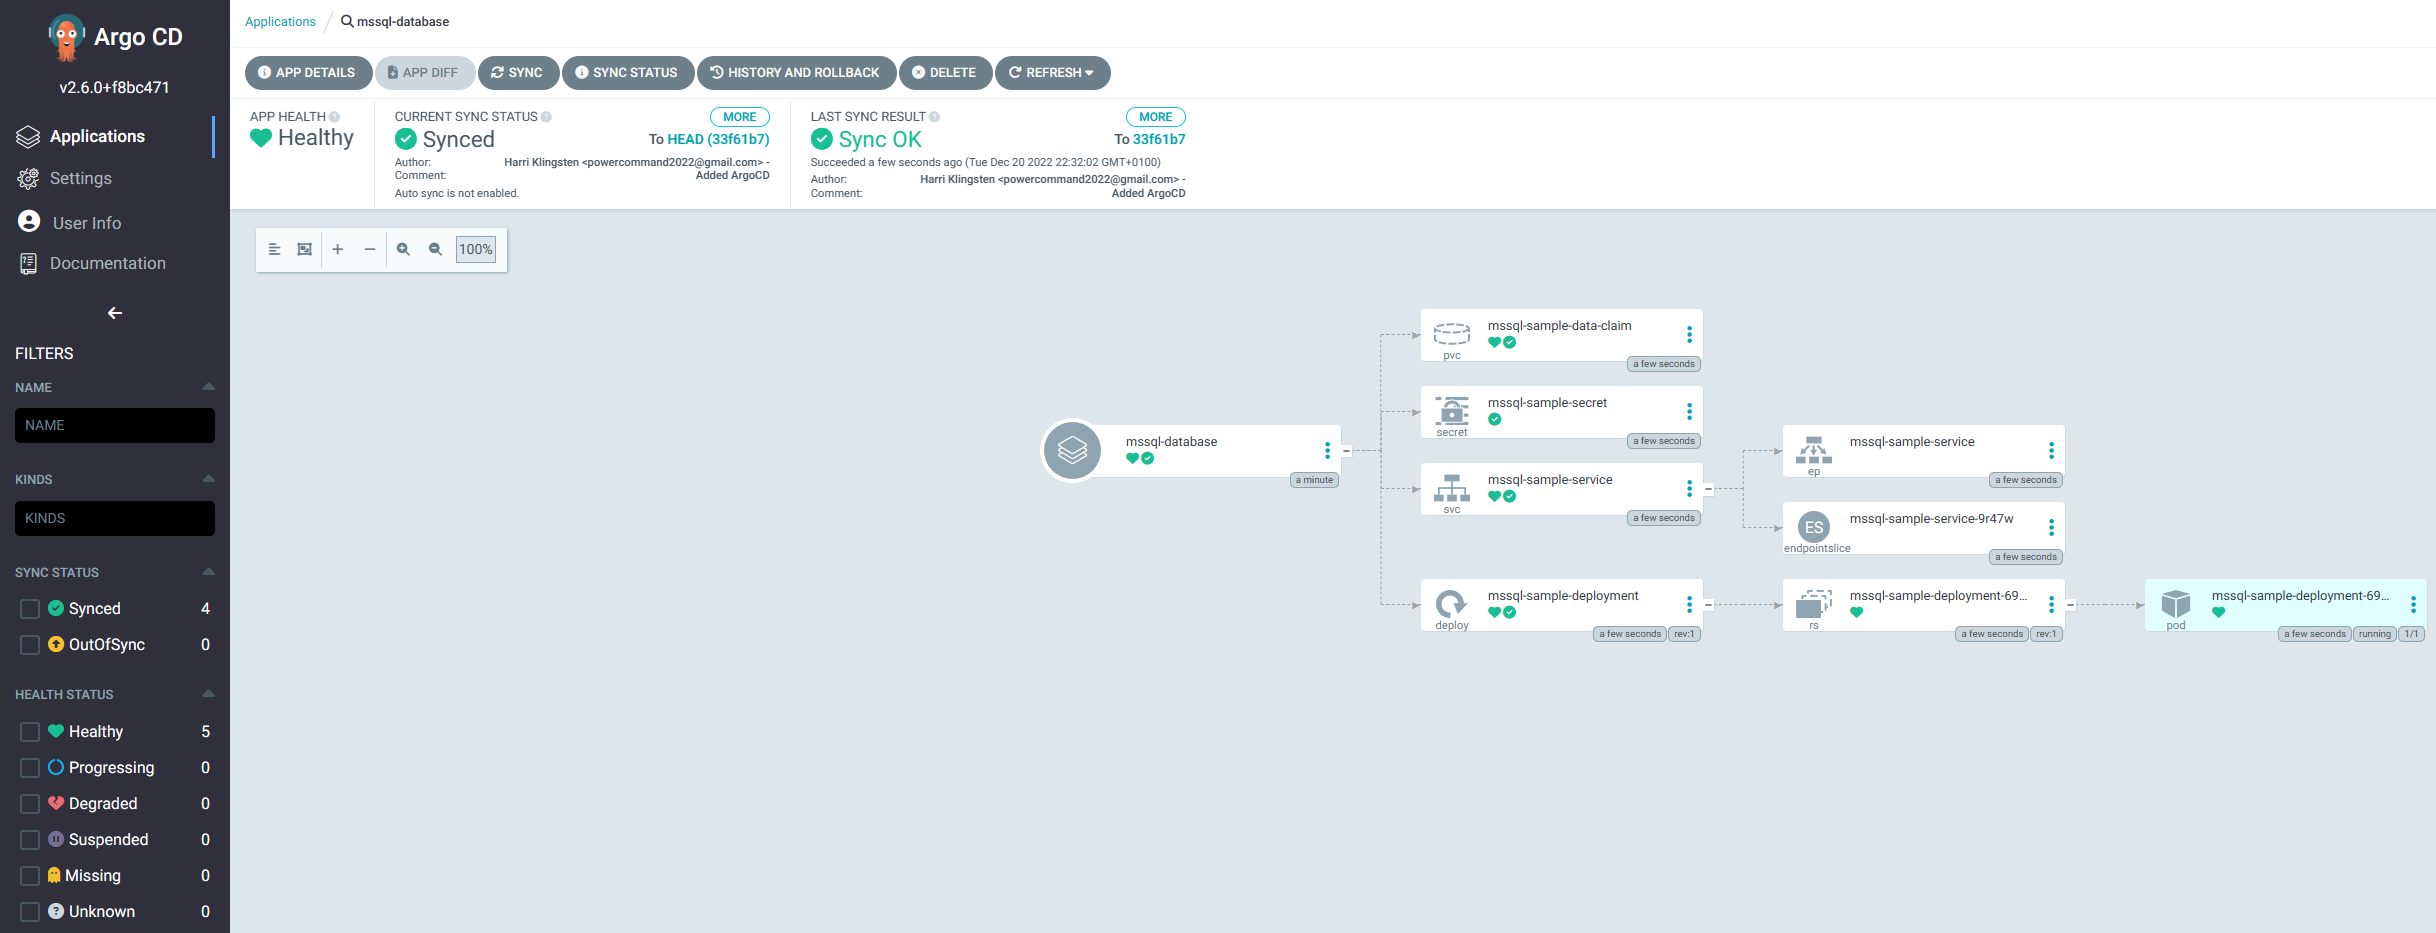 Argo CD
v2.6.0+f8bc471
Applications
Settings
User Info
Documentation
FILTERS
NAME
NAME
KINDS
KINDS
SYNC STATUS
Synced 4
OutOfSync 0
HEALTH STATUS
Healthy 5
Progressing 0
Degraded 0
Suspended 0
Missing 0
Unknown 0
Applications / mssql-database
APP DETAILS APP DIFF SYNC SYNC STATUS HISTORY AND ROLLBACK DELETE REFRESH
APP HEALTH
Healthy
CURRENT SYNC STATUS MORE
Synced To HEAD (33f61b7)
Author: Harri Klingsten <powercommand2022@gmail.com> -
Comment: Added ArgoCD
Auto sync is not enabled.
LAST SYNC RESULT MORE
Sync OK To 33f61b7
Succeeded a few seconds ago (Tue Dec 20 2022 22:32:02 GMT+0100)
Author: Harri Klingsten <powercommand2022@gmail.com> -
Comment: Added ArgoCD
100%
mssql-database
a minute
mssql-sample-data-claim
pvc
a few seconds
mssql-sample-secret
secret
a few seconds
mssql-sample-service
svc
a few seconds
mssql-sample-service
ep
a few seconds
ES
mssql-sample-service-9r47w
endpointslice
a few seconds
mssql-sample-deployment
deploy
a few seconds rev:1
mssql-sample-deployment-69...
rs
a few seconds rev:1
mssql-sample-deployment-69...
pod
a few seconds running 1/1